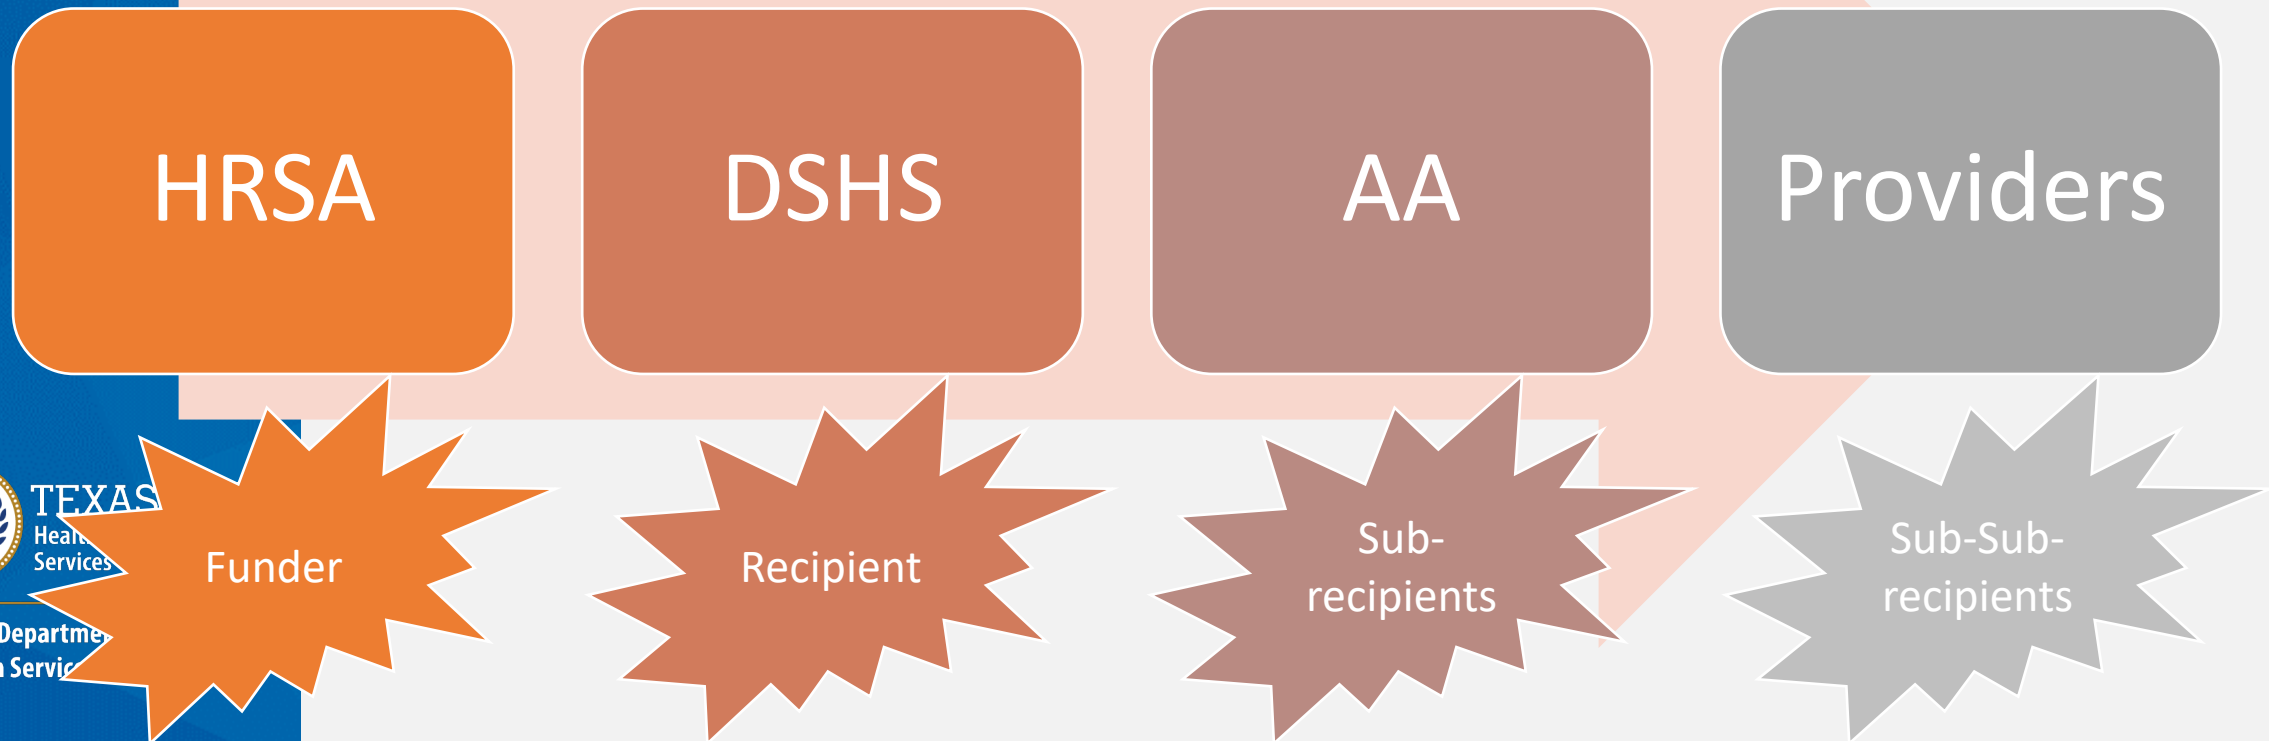 HRSA
DSHS
AA
Providers
TEXAS
Services
Funder
Recipient
Sub-
recipients
Sub-Sub-
recipients